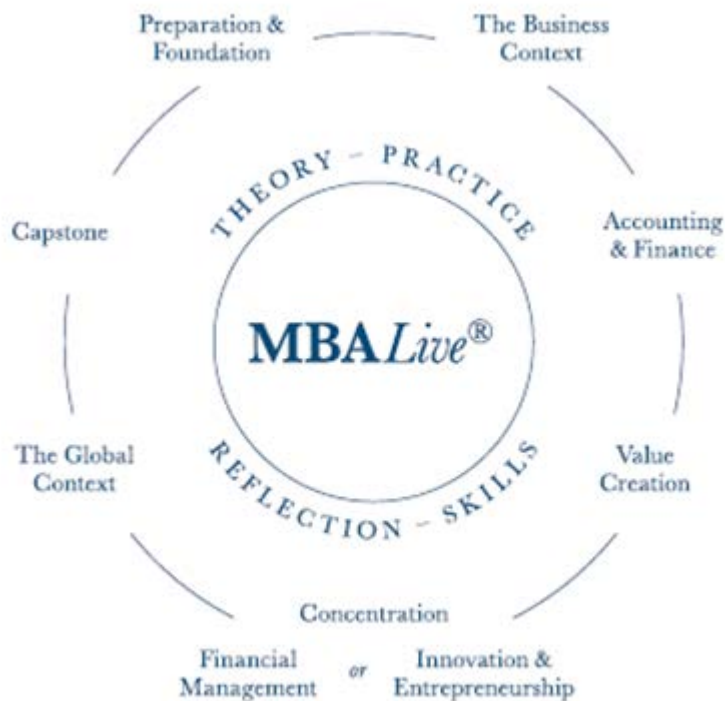 Preparation &
Foundation
The Business
Context
THEORY – PRACTICE
Capstone
Accounting
& Finance
MBALive®
The Global
Context
REFLECTION – SKILLS
Value
Creation
Concentration
Financial
Management
or
Innovation &
Entrepreneurship